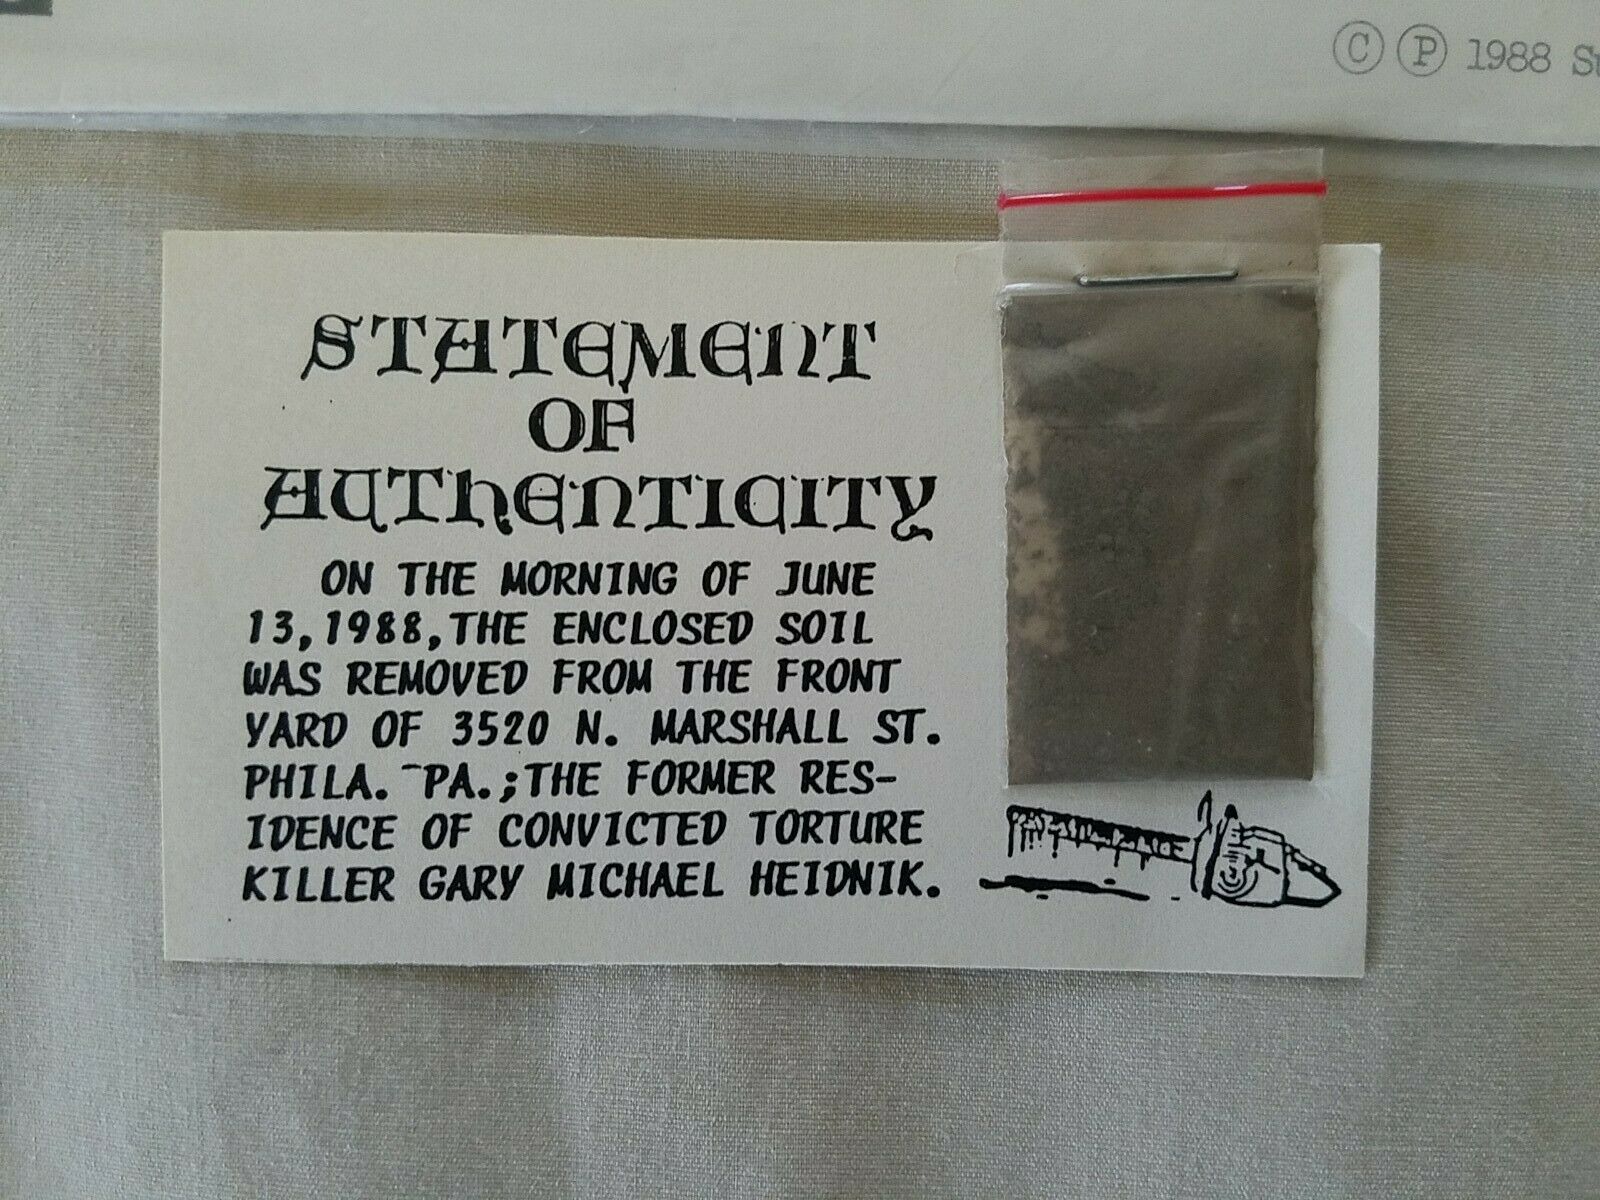 Ⓒ Ⓟ 1988
STATEMENT
OF
AUTHENTICITY
ON THE MORNING OF JUNE
13,1988,THE ENCLOSED SOIL
WAS REMOVED FROM THE FRONT
YARD OF 3520 N. MARSHALL ST.
PHILA. -PA.;THE FORMER RES-
IDENCE OF CONVICTED TORTURE
KILLER GARY MICHAEL HEIDNIK.